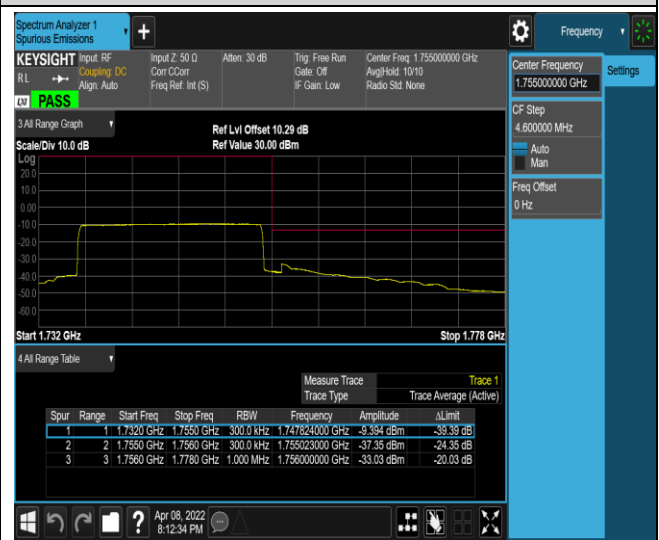 Spectrum Analyzer 1
Spurious Emissions
Frequency
KEYSIGHT Input: RF Input Z: 50 Ω Atten: 30 dB Trig: Free Run Center Freq: 1.755000000 GHz
RL Coupling: DC Corr CCorr Gate: Off Avg|Hold: 10/10
Align: Auto Freq Ref: Int (S) IF Gain: Low Radio Std: None
LXI PASS
Center Frequency
1.755000000 GHz
Settings
CF Step
4.600000 MHz
Auto
Man
Freq Offset
0 Hz
3 All Range Graph
Ref Lvl Offset 10.29 dB
Scale/Div 10.0 dB Ref Value 30.00 dBm
Log
20.0
10.0
0.00
-10.0
-20.0
-30.0
-40.0
-50.0
-60.0
Start 1.732 GHz Stop 1.778 GHz
4 All Range Table
Measure Trace Trace 1
Trace Type Trace Average (Active)
Spur Range Start Freq Stop Freq RBW Frequency Amplitude ΔLimit
1 1 1.7320 GHz 1.7550 GHz 300.0 kHz 1.747824000 GHz -9.394 dBm -39.39 dB
2 2 1.7550 GHz 1.7560 GHz 300.0 kHz 1.755023000 GHz -37.35 dBm -24.35 dB
3 3 1.7560 GHz 1.7780 GHz 1.000 MHz 1.756000000 GHz -33.03 dBm -20.03 dB
Apr 08, 2022
8:12:34 PM